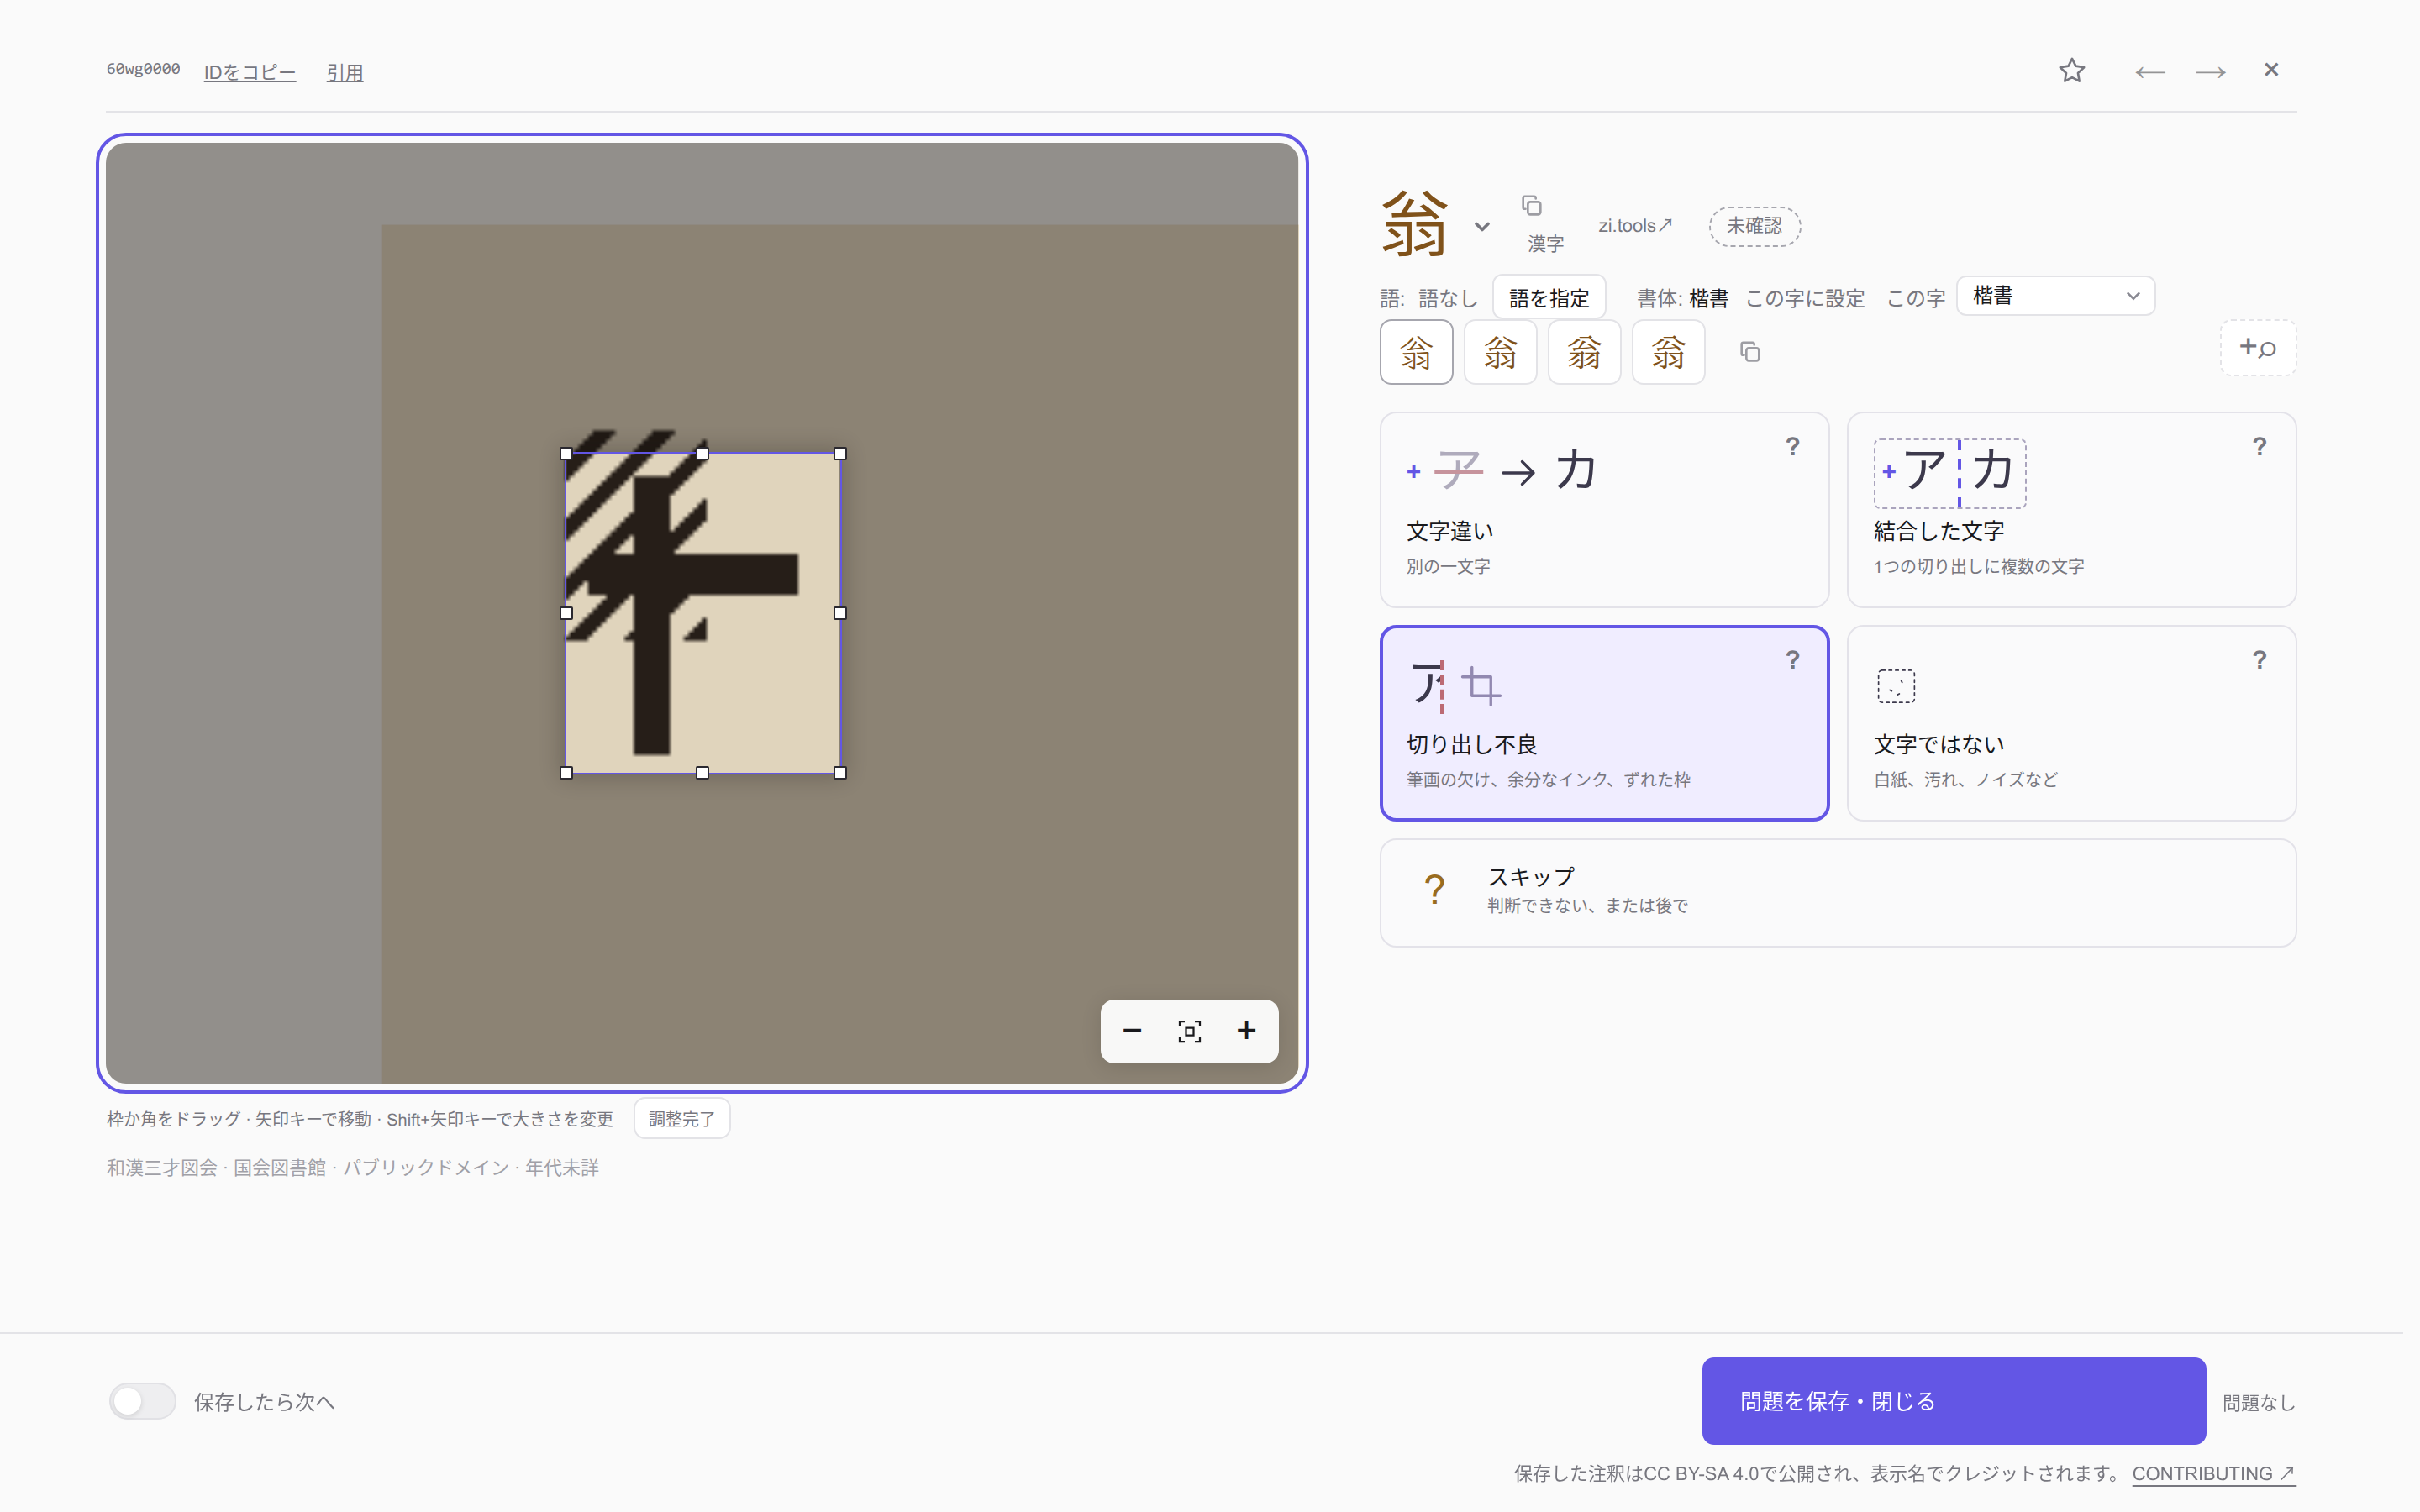 60wg0000 IDをコピー 引用
翁 漢字 zi.tools↗ 未確認
語: 語なし 語を指定 書体: 楷書 この字に設定 この字 楷書
翁 翁 翁 翁
+ ア → カ
文字違い
別の一文字
+ ア カ
結合した文字
1つの切り出しに複数の文字
ア
切り出し不良
筆画の欠け、余分なインク、ずれた枠
文字ではない
白紙、汚れ、ノイズなど
? スキップ
判断できない、または後で
枠か角をドラッグ · 矢印キーで移動 · Shift+矢印キーで大きさを変更 調整完了
和漢三才図会 · 国会図書館 · パブリックドメイン · 年代未詳
保存したら次へ
問題を保存・閉じる 問題なし
保存した注釈はCC BY-SA 4.0で公開され、表示名でクレジットされます。 CONTRIBUTING ↗